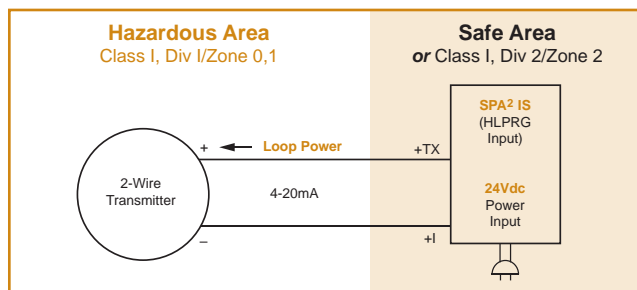 Hazardous Area
Class I, Div I/Zone 0,1
Safe Area
or Class I, Div 2/Zone 2
SPA² IS
(HLPRG
Input)
+ Loop Power +TX
2-Wire
Transmitter
4-20mA
24Vdc
Power
Input
– +I